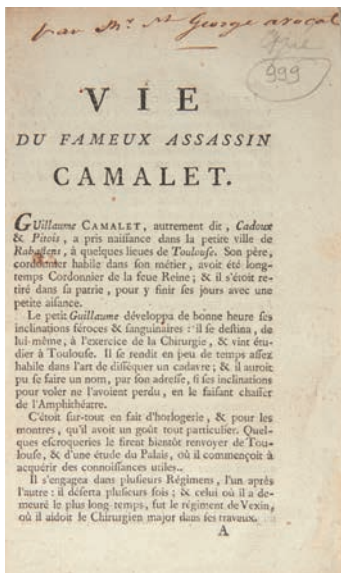 par Mr. St George avocat
999
VIE
DU FAMEUX ASSASSIN
CAMALET.
GUillaume CAMALET, autrement dit, Cadoux
& Pitois, a pris naiſſance dans la petite ville de
Rabaſtens, à quelques lieues de Toulouſe. Son père,
cordonnier habile dans ſon métier, avoit été long-
temps Cordonnier de la feue Reine; & il s'étoit re-
tiré dans ſa patrie, pour y finir ſes jours avec une
petite aiſance.
Le petit Guillaume développa de bonne heure ſes
inclinations féroces & ſanguinaires : il ſe deſtina, de
lui-même, à l'exercice de la Chirurgie, & vint étu-
dier à Toulouſe. Il ſe rendit en peu de temps aſſez
habile dans l'art de diſſéquer un cadavre; & il auroit
pu ſe faire un nom, par ſon adreſſe, ſi ſes inclinations
pour voler ne l'avoient perdu, en le faiſant chaſſer
de l'Amphithéatre.
C'étoit ſur-tout en fait d'horlogerie, & pour les
montres, qu'il avoit un goût tout particulier. Quel-
ques eſcroqueries le firent bientôt renvoyer de Tou-
louſe, & d'une étude du Palais, où il commençoit à
acquérir des connoiſſances utiles..
Il s'engagea dans pluſieurs Régimens, l'un après
l'autre : il déſerta pluſieurs fois; & celui où il a de-
meuré le plus long-temps, fut le régiment de Vexin,
où il aidoit le Chirurgien major dans ſes travaux.
A